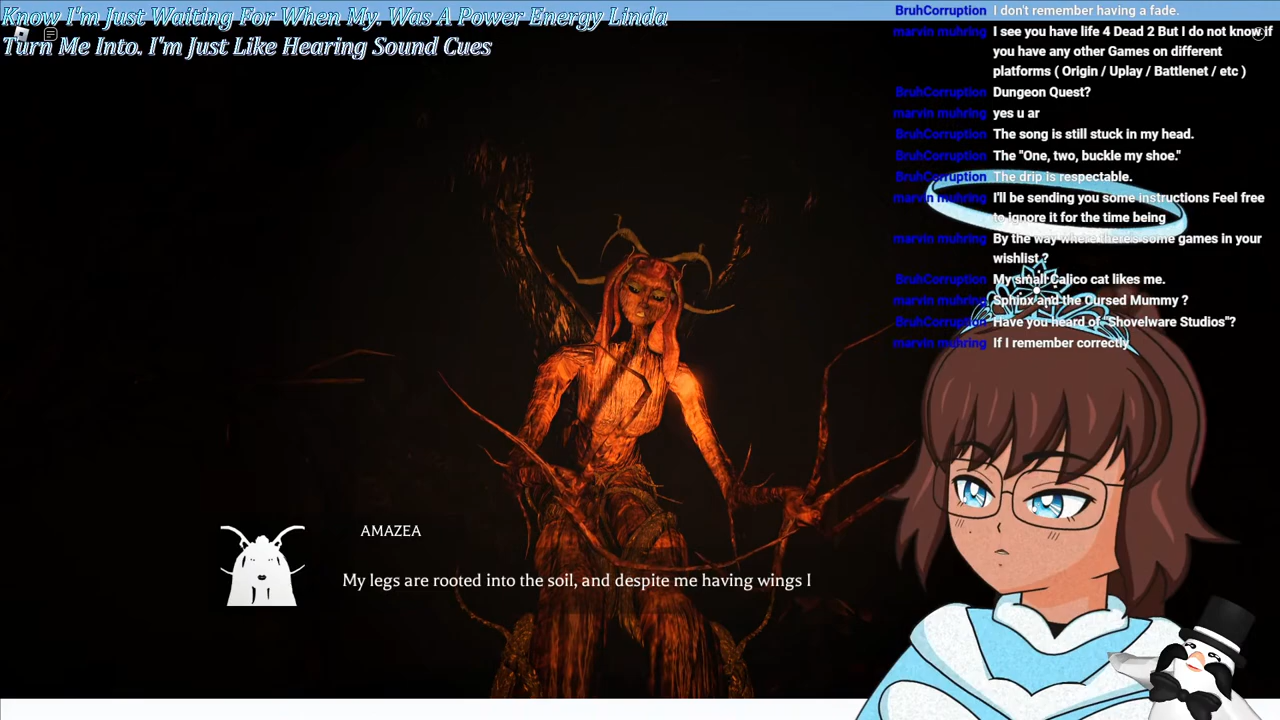 Know I'm Just Waiting For When My. Was A Power Energy Linda
Turn Me Into. I'm Just Like Hearing Sound Cues
BruhCorruption I don't remember having a fade.
marvin muhring I see you have life 4 Dead 2 But I do not know if
you have any other Games on different
platforms ( Origin / Uplay / Battlenet / etc )
BruhCorruption Dungeon Quest?
marvin muhring yes u ar
BruhCorruption The song is still stuck in my head.
BruhCorruption The "One, two, buckle my shoe."
BruhCorruption The drip is respectable.
marvin muhring I'll be sending you some instructions Feel free
to ignore it for the time being
marvin muhring By the way where there's some games in your
wishlist ?
BruhCorruption My small Calico cat likes me.
marvin muhring Sphinx and the Cursed Mummy ?
BruhCorruption Have you heard of "Shovelware Studios"?
marvin muhring If I remember correctly
AMAZEA
My legs are rooted into the soil, and despite me having wings I